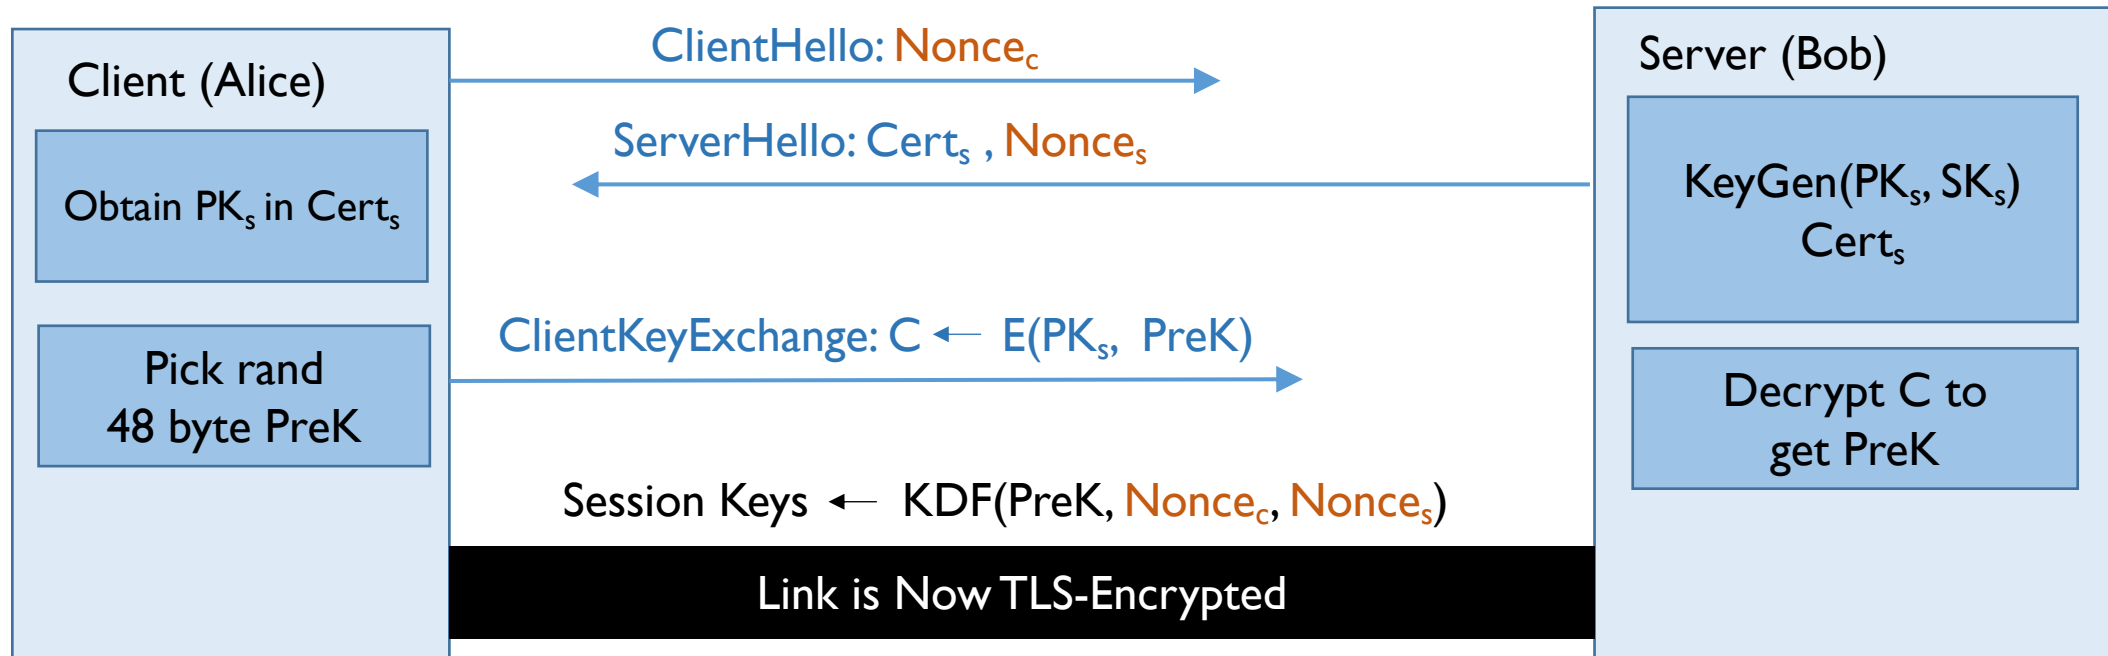 Client (Alice)
Obtain PKₛ in Certₛ
Pick rand
48 byte PreK
ClientHello: Nonce꜀
ServerHello: Certₛ , Nonceₛ
ClientKeyExchange: C ← E(PKₛ, PreK)
Session Keys ← KDF(PreK, Nonce꜀, Nonceₛ)
Link is Now TLS-Encrypted
Server (Bob)
KeyGen(PKₛ, SKₛ)
Certₛ
Decrypt C to
get PreK